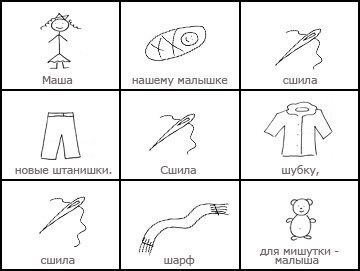 Маша
нашему малышке
сшила
новые штанишки.
Сшила
шубку,
сшила
шарф
для мишутки -
малыша